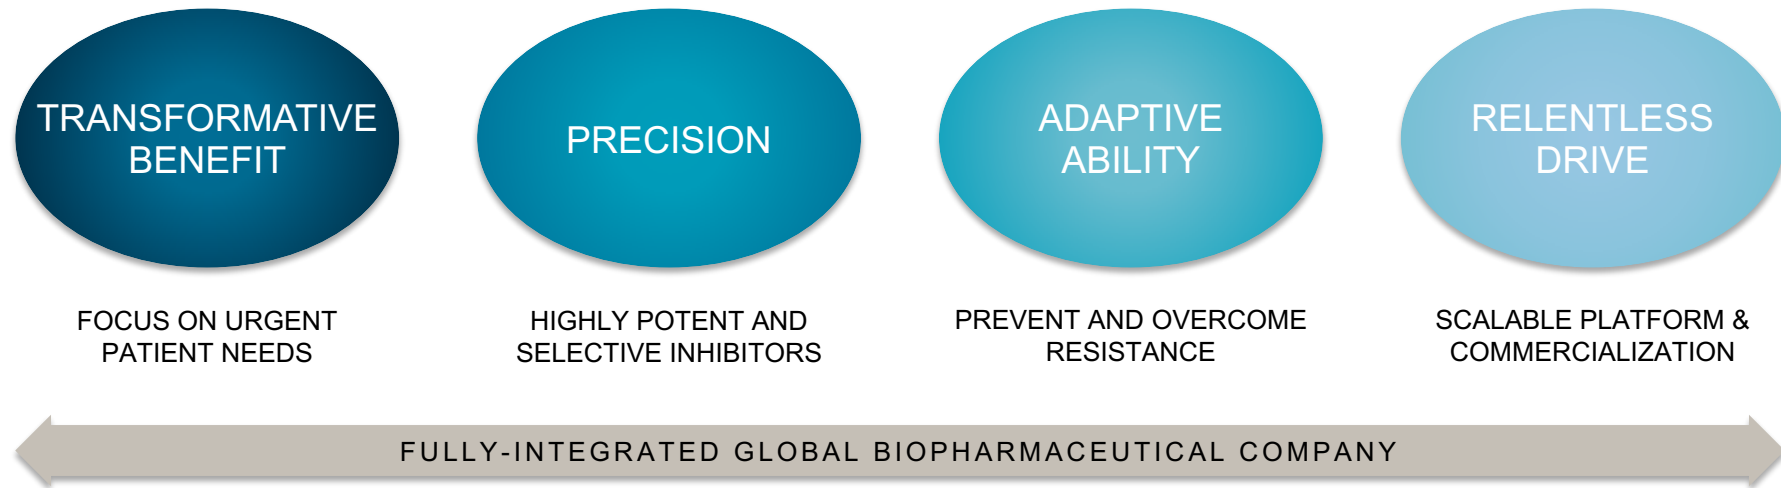 TRANSFORMATIVE
BENEFIT
PRECISION
ADAPTIVE
ABILITY
RELENTLESS
DRIVE
FOCUS ON URGENT
PATIENT NEEDS
HIGHLY POTENT AND
SELECTIVE INHIBITORS
PREVENT AND OVERCOME
RESISTANCE
SCALABLE PLATFORM &
COMMERCIALIZATION
FULLY-INTEGRATED GLOBAL BIOPHARMACEUTICAL COMPANY